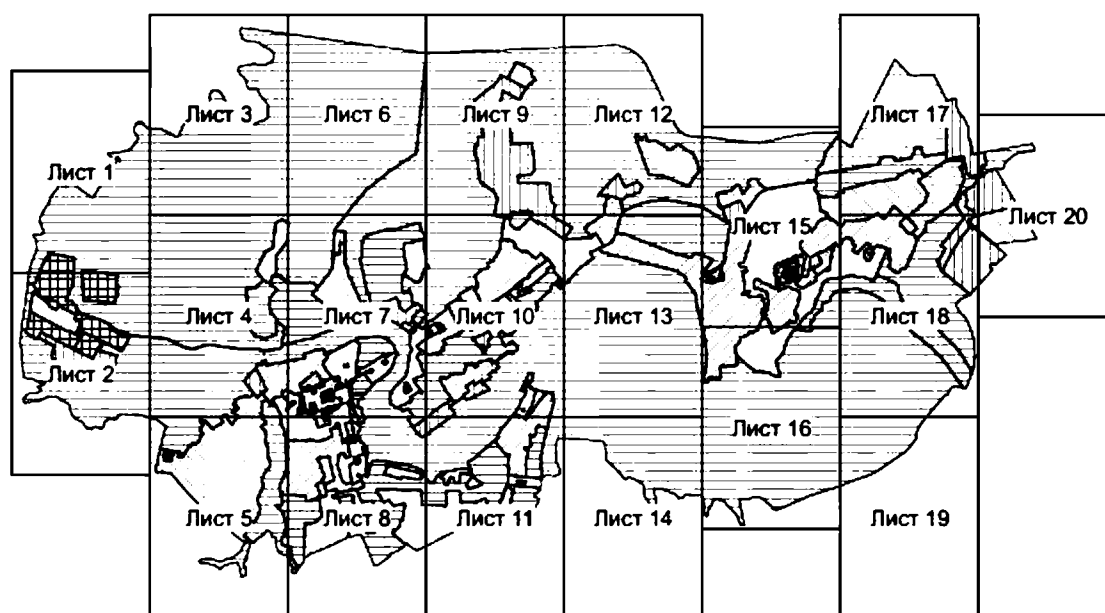 Лист 3
Лист 6
Лист 9
Лист 12
Лист 17
Лист 1
Лист 15
Лист 20
Лист 4
Лист 7
Лист 10
Лист 13
Лист 18
Лист 2
Лист 16
Лист 5
Лист 8
Лист 11
Лист 14
Лист 19